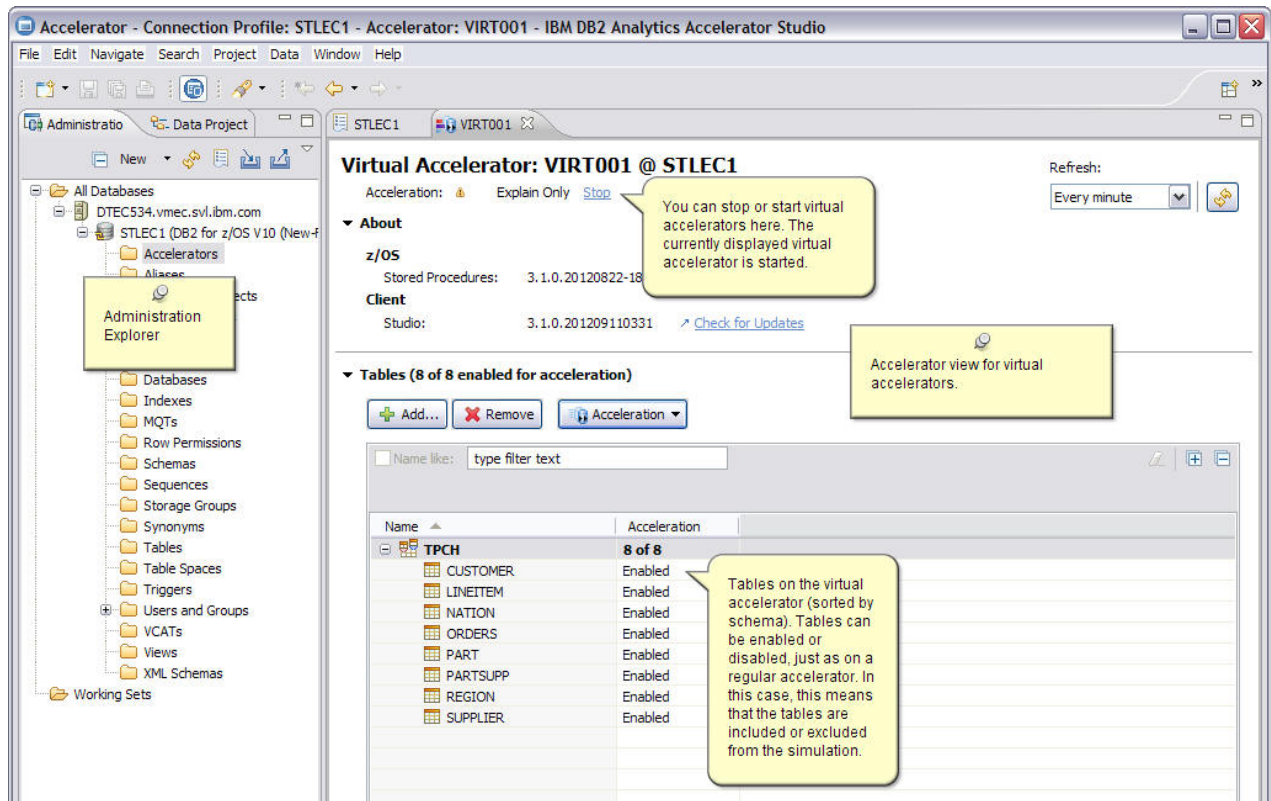 Accelerator - Connection Profile: STLEC1 - Accelerator: VIRT001 - IBM DB2 Analytics Accelerator Studio
File Edit Navigate Search Project Data Window Help
Administratio
Data Project
New
All Databases
DTEC534.vmec.svl.ibm.com
STLEC1 (DB2 for z/OS V10 (New-F
Accelerators
Aliases
ects
Administration
Explorer
Databases
Indexes
MQTs
Row Permissions
Schemas
Sequences
Storage Groups
Synonyms
Tables
Table Spaces
Triggers
Users and Groups
VCATs
Views
XML Schemas
Working Sets
STLEC1
VIRT001
Virtual Accelerator: VIRT001 @ STLEC1
Acceleration: Explain Only Stop
Refresh:
Every minute
You can stop or start virtual
accelerators here. The
currently displayed virtual
accelerator is started.
About
z/OS
Stored Procedures: 3.1.0.20120822-18
Client
Studio: 3.1.0.201209110331 Check for Updates
Accelerator view for virtual
accelerators.
Tables (8 of 8 enabled for acceleration)
Add... Remove Acceleration
Name like: type filter text
Name Acceleration
TPCH 8 of 8
CUSTOMER Enabled
LINEITEM Enabled
NATION Enabled
ORDERS Enabled
PART Enabled
PARTSUPP Enabled
REGION Enabled
SUPPLIER Enabled
Tables on the virtual
accelerator (sorted by
schema). Tables can
be enabled or
disabled, just as on a
regular accelerator. In
this case, this means
that the tables are
included or excluded
from the simulation.